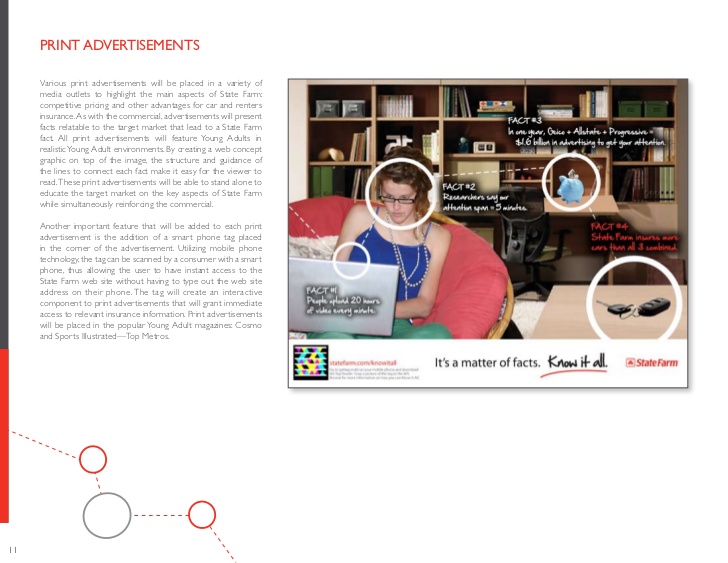 PRINT ADVERTISEMENTS
Various print advertisements will be placed in a variety of
media outlets to highlight the main aspects of State Farm:
competitive pricing and other advantages for car and renters
insurance. As with the commercial, advertisements will present
facts relatable to the target market that lead to a State Farm
fact. All print advertisements will feature Young Adults in
realistic Young Adult environments. By creating a web concept
graphic on top of the image, the structure and guidance of
the lines to connect each fact make it easy for the viewer to
read. These print advertisements will be able to stand alone to
educate the target market on the key aspects of State Farm
while simultaneously reinforcing the commercial.
Another important feature that will be added to each print
advertisement is the addition of a smart phone tag placed
in the corner of the advertisement. Utilizing mobile phone
technology, the tag can be scanned by a consumer with a smart
phone, thus allowing the user to have instant access to the
State Farm web site without having to type out the web site
address on their phone. The tag will create an interactive
component to print advertisements that will grant immediate
access to relevant insurance information. Print advertisements
will be placed in the popular Young Adult magazines: Cosmo
and Sports Illustrated—Top Metros.
FACT #3
In one year, Geico + Allstate + Progressive =
$1.6 billion in advertising to get your attention.
FACT #2
Researchers say our
attention span = 5 minutes.
FACT #4
State Farm insures more
cars than all 3 combined.
FACT #1
People upload 20 hours
of video every minute.
statefarm.com/knowitall
It's a matter of facts. Know it all.
StateFarm
11